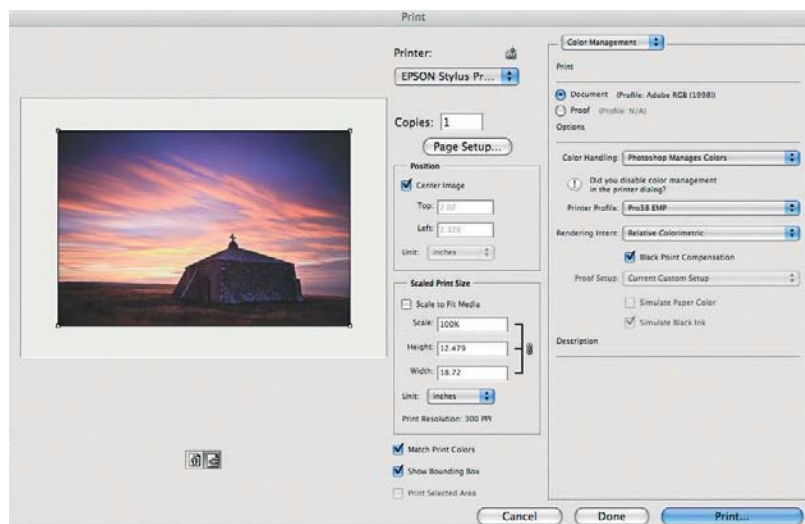 Print
Printer:
EPSON Stylus Pr...
Copies: 1
Page Setup...
Position
Center Image
Top: 2.02
Left: 2.326
Unit: inches
Scaled Print Size
Scale to Fit Media
Scale: 100%
Height: 12.479
Width: 18.72
Unit: inches
Print Resolution: 300 PPI
Match Print Colors
Show Bounding Box
Print Selected Area
Color Management
Print
Document (Profile: Adobe RGB (1998))
Proof (Profile: N/A)
Options
Color Handling: Photoshop Manages Colors
Did you disable color management
in the printer dialog?
Printer Profile: Pro38 EMP
Rendering Intent: Relative Colorimetric
Black Point Compensation
Proof Setup: Current Custom Setup
Simulate Paper Color
Simulate Black Ink
Description
Cancel
Done
Print...